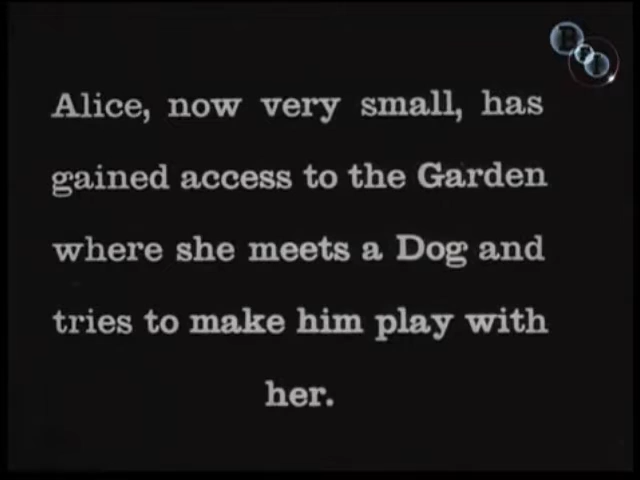 BFI
Alice, now very small, has
gained access to the Garden
where she meets a Dog and
tries to make him play with
her.